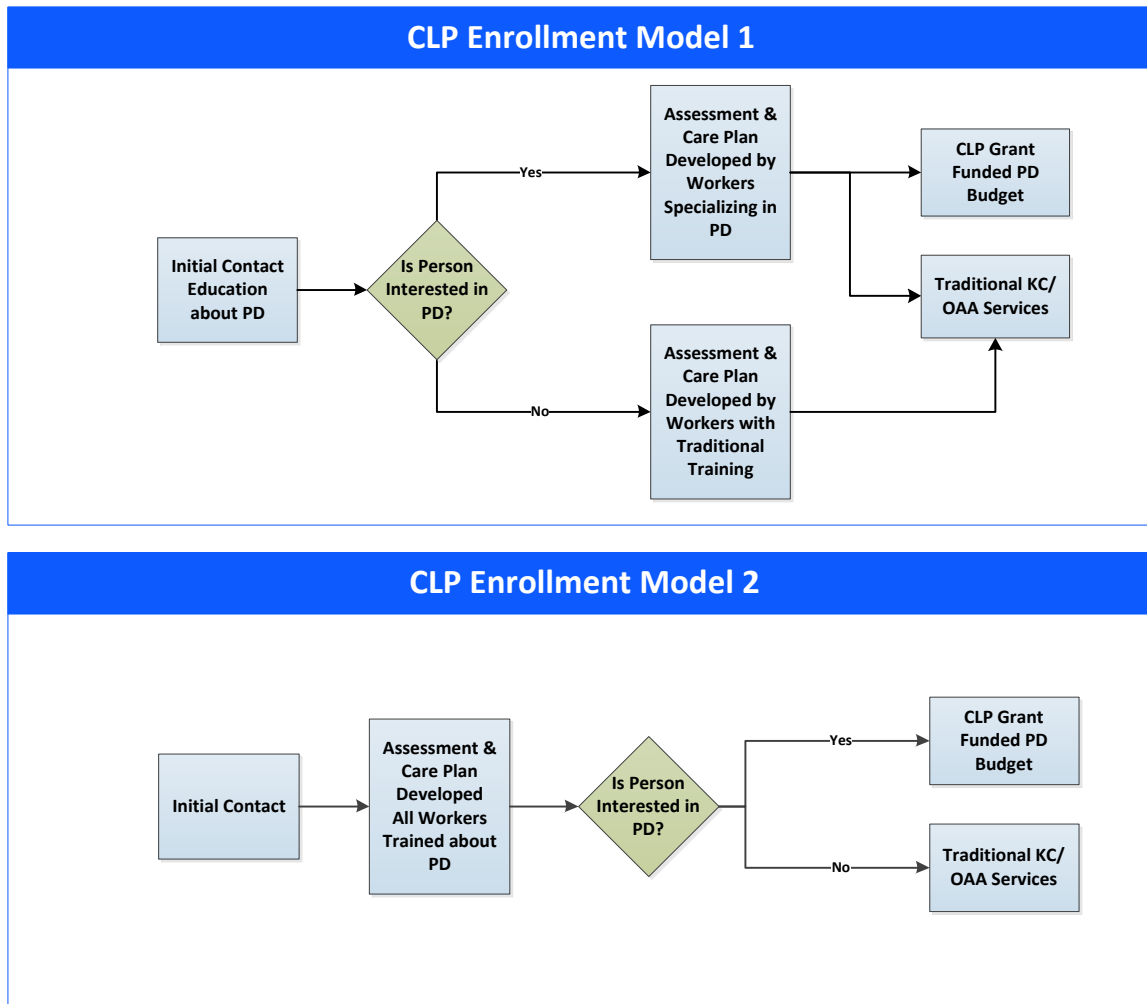 CLP Enrollment Model 1
Initial Contact
Education
about PD
Is Person
Interested in
PD?
Yes
Assessment &
Care Plan
Developed by
Workers
Specializing in
PD
CLP Grant
Funded PD
Budget
Traditional KC/
OAA Services
No
Assessment &
Care Plan
Developed by
Workers with
Traditional
Training
CLP Enrollment Model 2
Initial Contact
Assessment &
Care Plan
Developed
All Workers
Trained about
PD
Is Person
Interested in
PD?
Yes
CLP Grant
Funded PD
Budget
No
Traditional KC/
OAA Services